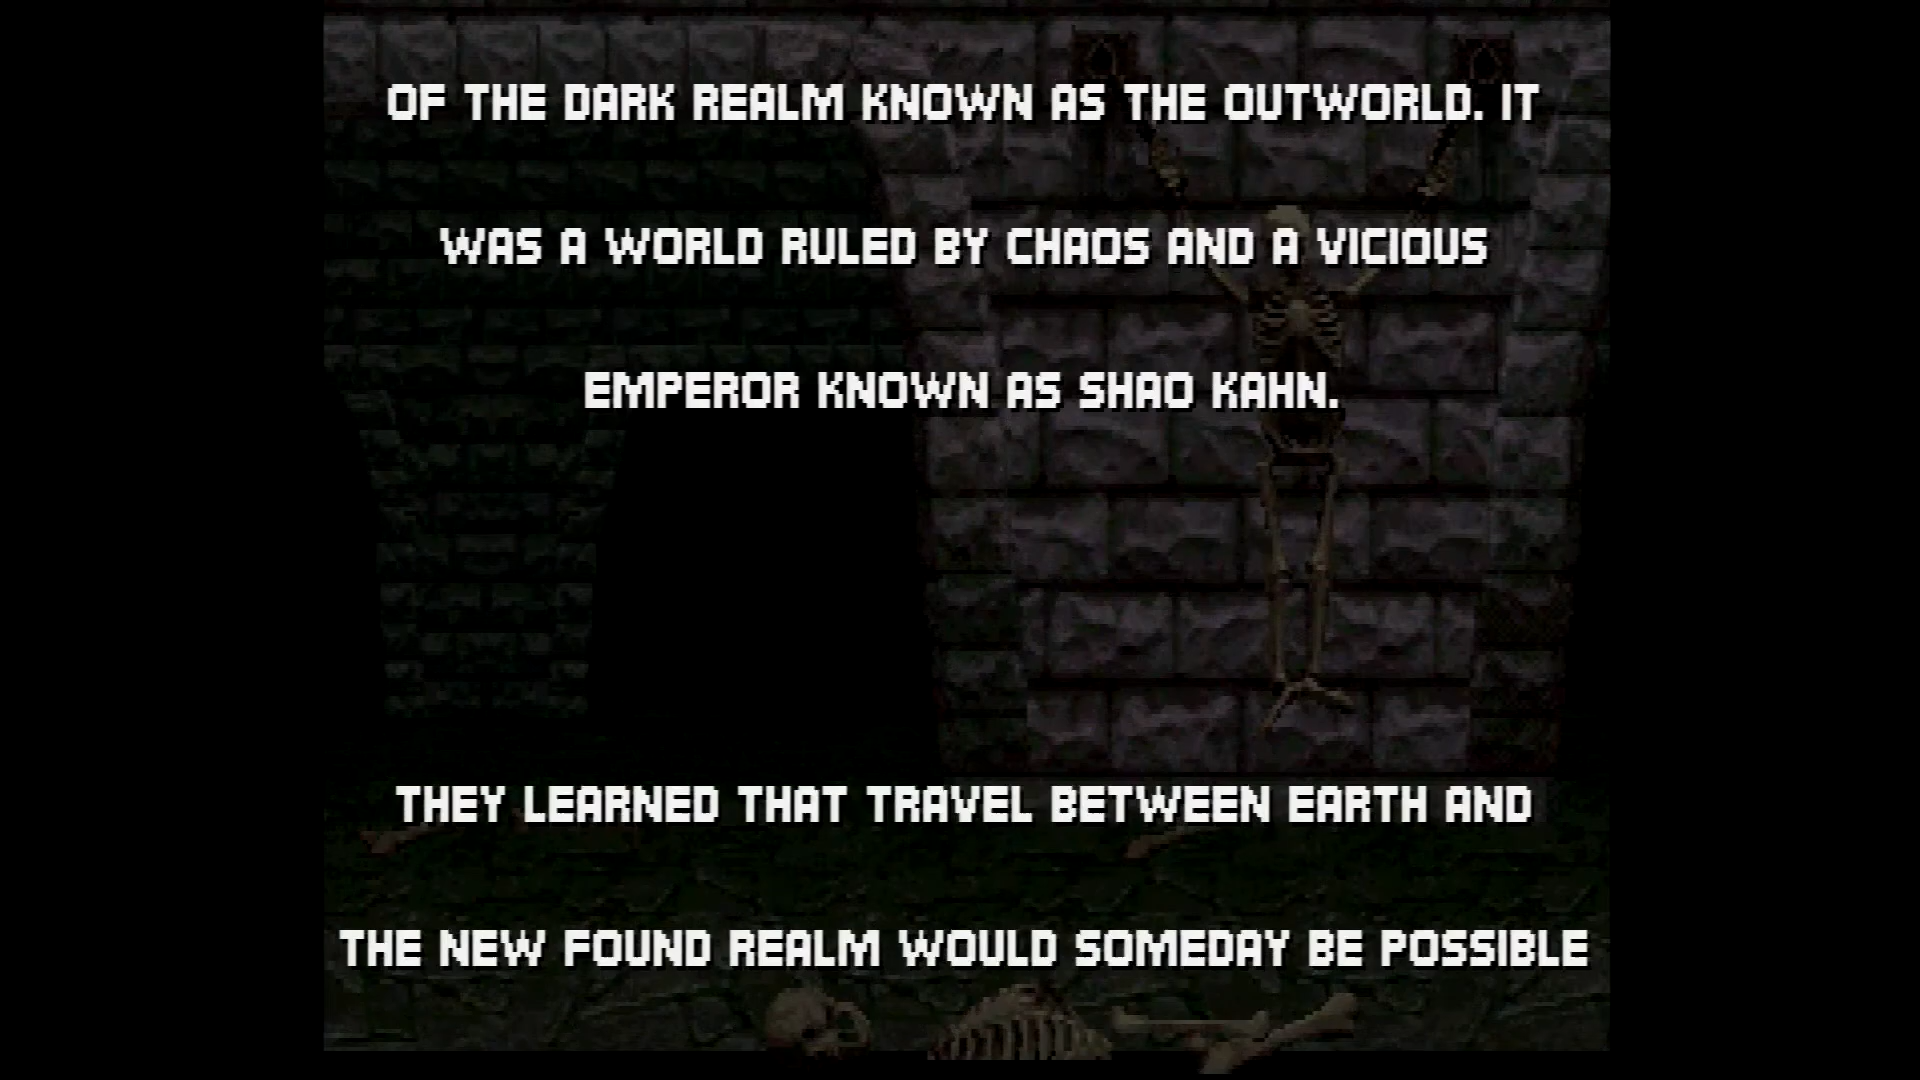 OF THE DARK REALM KNOWN AS THE OUTWORLD. IT
WAS A WORLD RULED BY CHAOS AND A VICIOUS
EMPEROR KNOWN AS SHAO KAHN.
THEY LEARNED THAT TRAVEL BETWEEN EARTH AND
THE NEW FOUND REALM WOULD SOMEDAY BE POSSIBLE